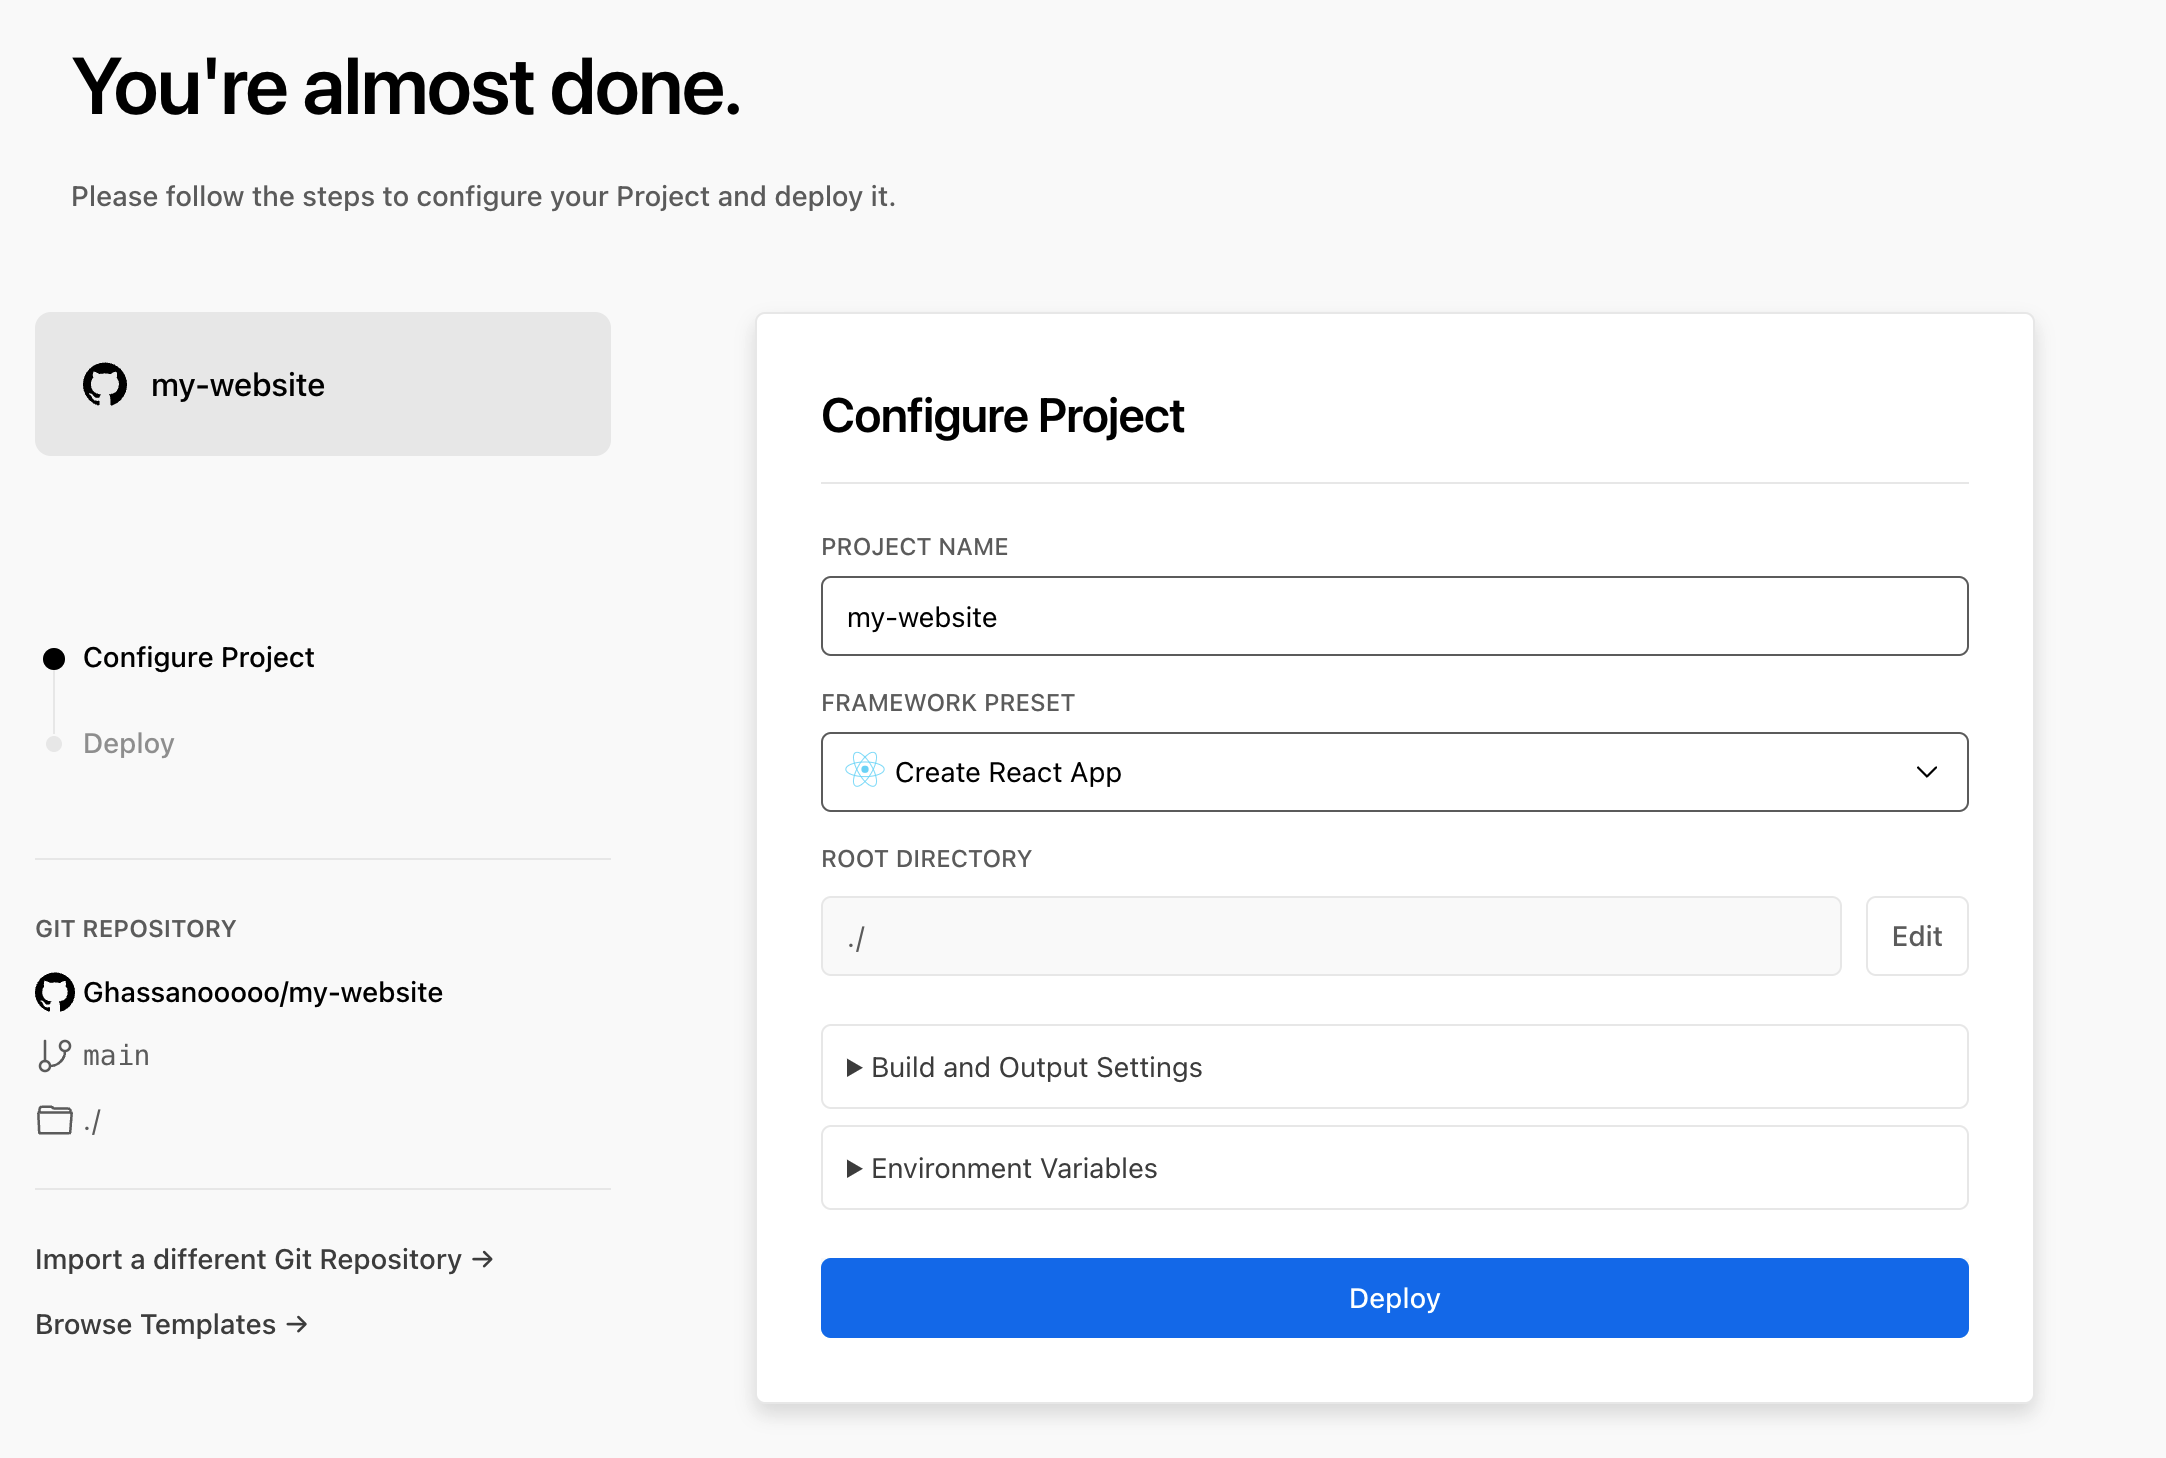 You're almost done.
Please follow the steps to configure your Project and deploy it.
my-website
Configure Project
Deploy
GIT REPOSITORY
Ghassanooooo/my-website
main
./
Import a different Git Repository →
Browse Templates →
Configure Project
PROJECT NAME
my-website
FRAMEWORK PRESET
Create React App
ROOT DIRECTORY
./
Edit
Build and Output Settings
Environment Variables
Deploy